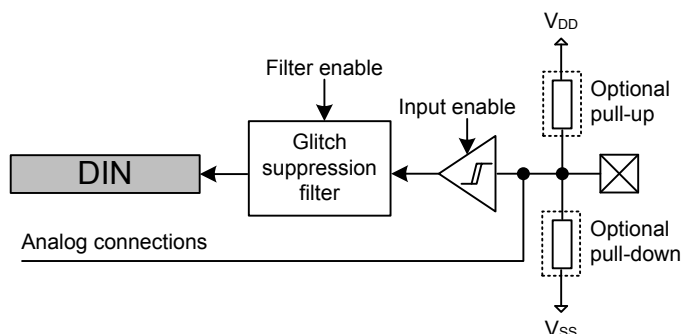 VDD
Filter enable
Optional
pull-up
Input enable
Glitch
suppression
filter
DIN
Analog connections
Optional
pull-down
VSS